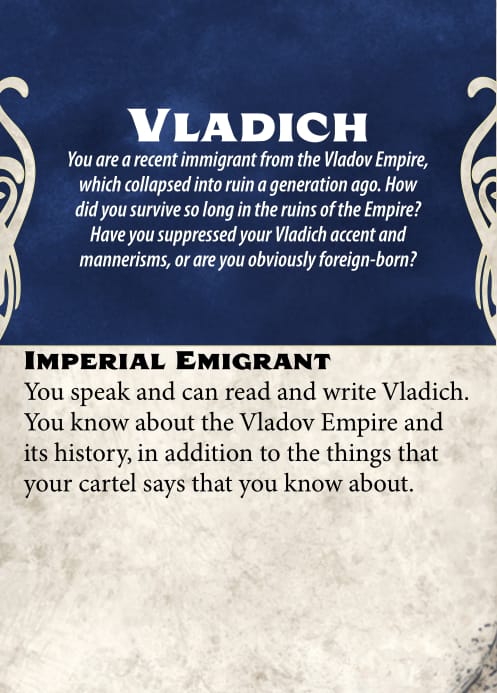 VLADICH
You are a recent immigrant from the Vladov Empire,
which collapsed into ruin a generation ago. How
did you survive so long in the ruins of the Empire?
Have you suppressed your Vladich accent and
mannerisms, or are you obviously foreign-born?
IMPERIAL EMIGRANT
You speak and can read and write Vladich.
You know about the Vladov Empire and
its history, in addition to the things that
your cartel says that you know about.